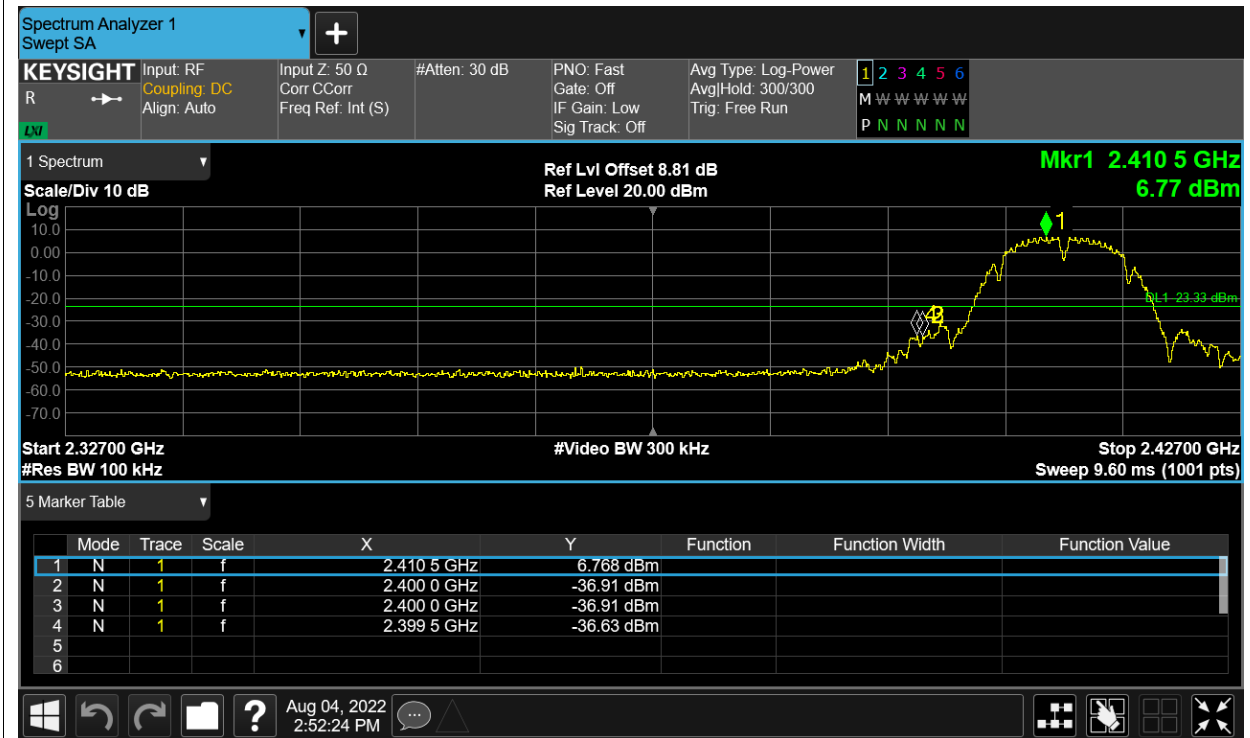 Spectrum Analyzer 1
Swept SA
KEYSIGHT
R
LXI
Input: RF
Coupling: DC
Align: Auto
Input Z: 50 Ω
Corr CCorr
Freq Ref: Int (S)
#Atten: 30 dB
PNO: Fast
Gate: Off
IF Gain: Low
Sig Track: Off
Avg Type: Log-Power
Avg|Hold: 300/300
Trig: Free Run
1 2 3 4 5 6
M W W W W W
P N N N N N
1 Spectrum
Scale/Div 10 dB
Ref Lvl Offset 8.81 dB
Ref Level 20.00 dBm
Mkr1 2.410 5 GHz
6.77 dBm
Log
10.0
0.00
-10.0
-20.0
-30.0
-40.0
-50.0
-60.0
-70.0
1
DL1 -23.33 dBm
Start 2.32700 GHz
#Video BW 300 kHz
Stop 2.42700 GHz
#Res BW 100 kHz
Sweep 9.60 ms (1001 pts)
5 Marker Table
Mode Trace Scale X Y Function Function Width Function Value
1 N 1 f 2.410 5 GHz 6.768 dBm
2 N 1 f 2.400 0 GHz -36.91 dBm
3 N 1 f 2.400 0 GHz -36.91 dBm
4 N 1 f 2.399 5 GHz -36.63 dBm
5
6
?
Aug 04, 2022
2:52:24 PM